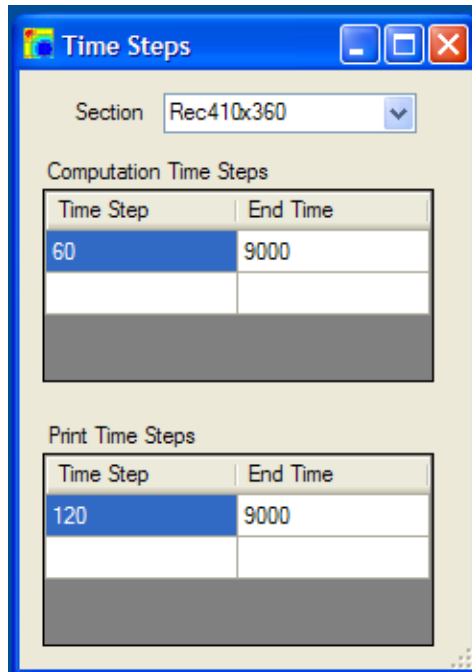 Time Steps
Section Rec410x360
Computation Time Steps
Time Step End Time
60 9000
Print Time Steps
Time Step End Time
120 9000